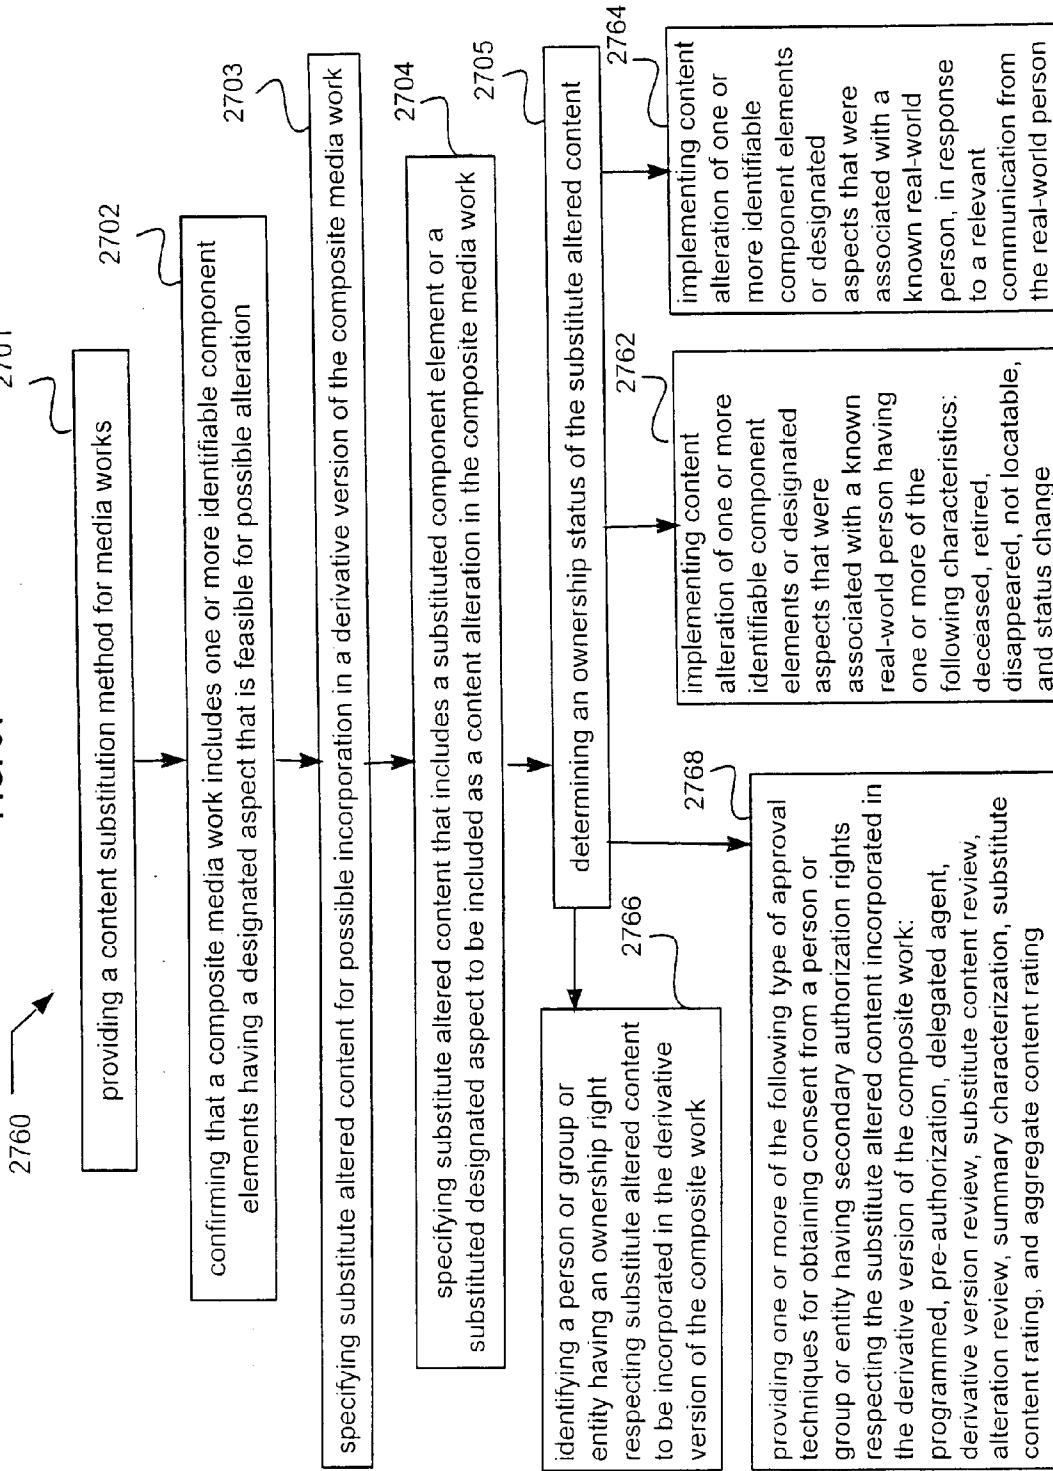 2760
2701
providing a content substitution method for media works
2702
confirming that a composite media work includes one or more identifiable component
elements having a designated aspect that is feasible for possible alteration
2703
specifying substitute altered content for possible incorporation in a derivative version of the composite media work
2704
specifying substitute altered content that includes a substituted component element or a
substituted designated aspect to be included as a content alteration in the composite media work
2705
determining an ownership status of the substitute altered content
2766
identifying a person or group or
entity having an ownership right
respecting substitute altered content
to be incorporated in the derivative
version of the composite work
2768
providing one or more of the following type of approval
techniques for obtaining consent from a person or
group or entity having secondary authorization rights
respecting the substitute altered content incorporated in
the derivative version of the composite work:
programmed, pre-authorization, delegated agent,
derivative version review, substitute content review,
alteration review, summary characterization, substitute
content rating, and aggregate content rating
2762
implementing content
alteration of one or more
identifiable component
elements or designated
aspects that were
associated with a known
real-world person having
one or more of the
following characteristics:
deceased, retired,
disappeared, not locatable,
and status change
2764
implementing content
alteration of one or
more identifiable
component elements
or designated
aspects that were
associated with a
known real-world
person, in response
to a relevant
communication from
the real-world person